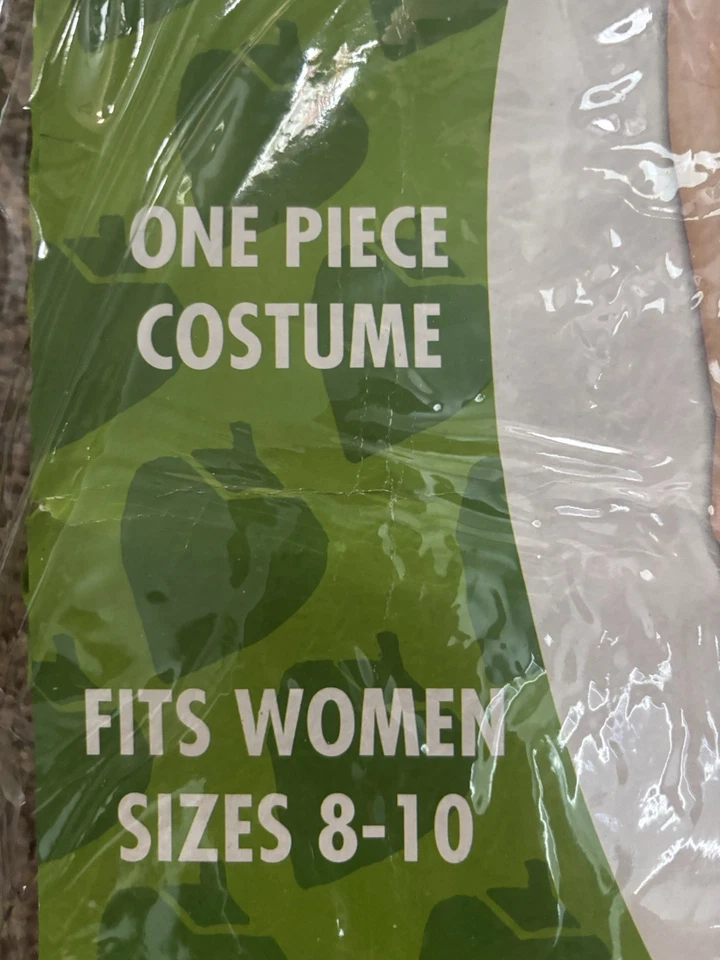 ONE PIECE
COSTUME
FITS WOMEN
SIZES 8-10